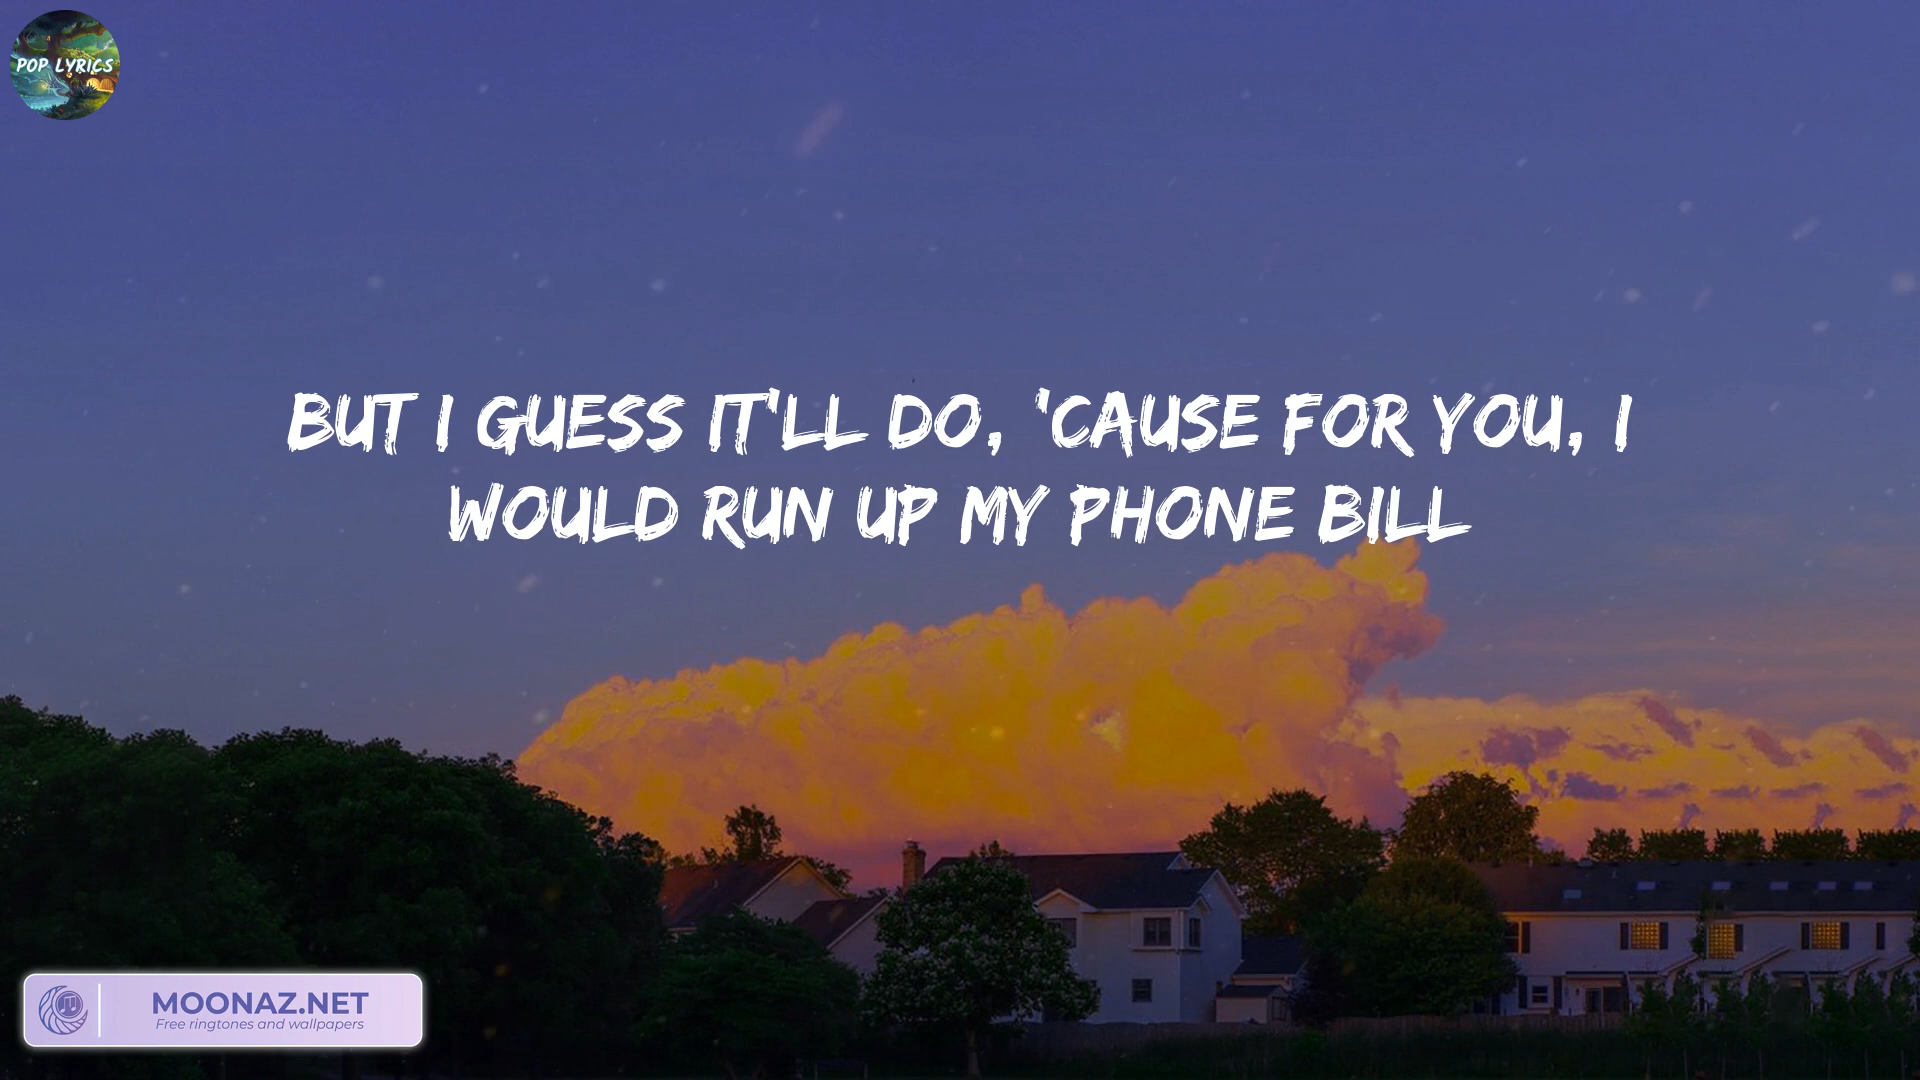 POP LYRICS
BUT I GUESS IT'LL DO, 'CAUSE FOR YOU, I
WOULD RUN UP MY PHONE BILL
MOONAZ.NET
Free ringtones and wallpapers